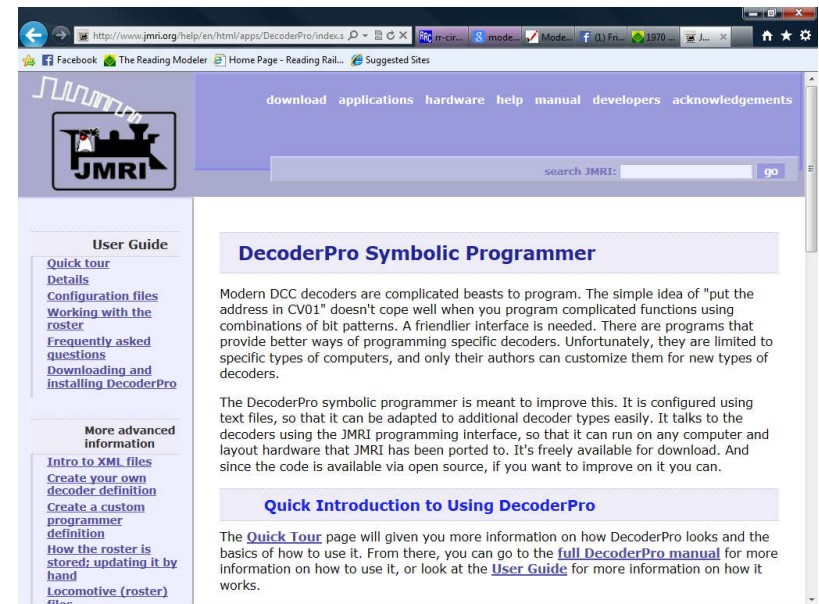 http://www.jmri.org/help/en/html/apps/DecoderPro/index.s
rr-cir...
mode...
Mode...
(1) Fri...
1970 ...
J...
Facebook
The Reading Modeler
Home Page - Reading Rail...
Suggested Sites
JMRI
download applications hardware help manual developers acknowledgements
search JMRI:
go
User Guide
Quick tour
Details
Configuration files
Working with the
roster
Frequently asked
questions
Downloading and
installing DecoderPro
More advanced
information
Intro to XML files
Create your own
decoder definition
Create a custom
programmer
definition
How the roster is
stored; updating it by
hand
Locomotive (roster)
files
DecoderPro Symbolic Programmer
Modern DCC decoders are complicated beasts to program. The simple idea of "put the
address in CV01" doesn't cope well when you program complicated functions using
combinations of bit patterns. A friendlier interface is needed. There are programs that
provide better ways of programming specific decoders. Unfortunately, they are limited to
specific types of computers, and only their authors can customize them for new types of
decoders.
The DecoderPro symbolic programmer is meant to improve this. It is configured using
text files, so that it can be adapted to additional decoder types easily. It talks to the
decoders using the JMRI programming interface, so that it can run on any computer and
layout hardware that JMRI has been ported to. It's freely available for download. And
since the code is available via open source, if you want to improve on it you can.
Quick Introduction to Using DecoderPro
The Quick Tour page will given you more information on how DecoderPro looks and the
basics of how to use it. From there, you can go to the full DecoderPro manual for more
information on how to use it, or look at the User Guide for more information on how it
works.